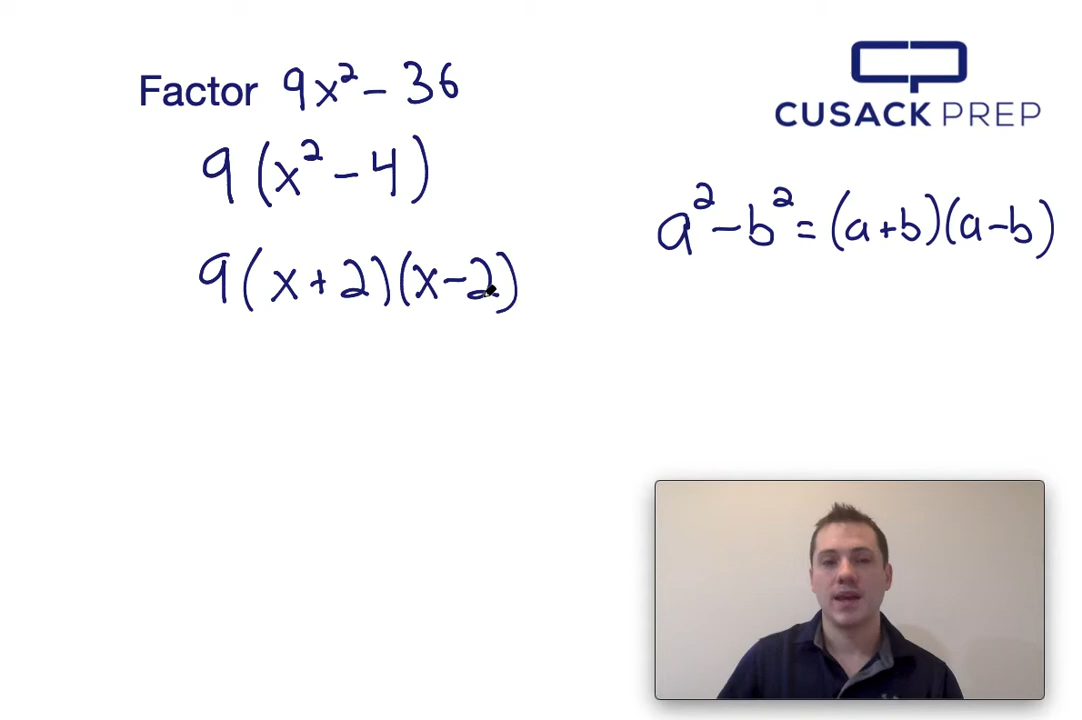 Factor 9x² - 36
9(x² - 4)
9(x+2)(x-2)
CUSACK PREP
a² - b² = (a+b)(a-b)